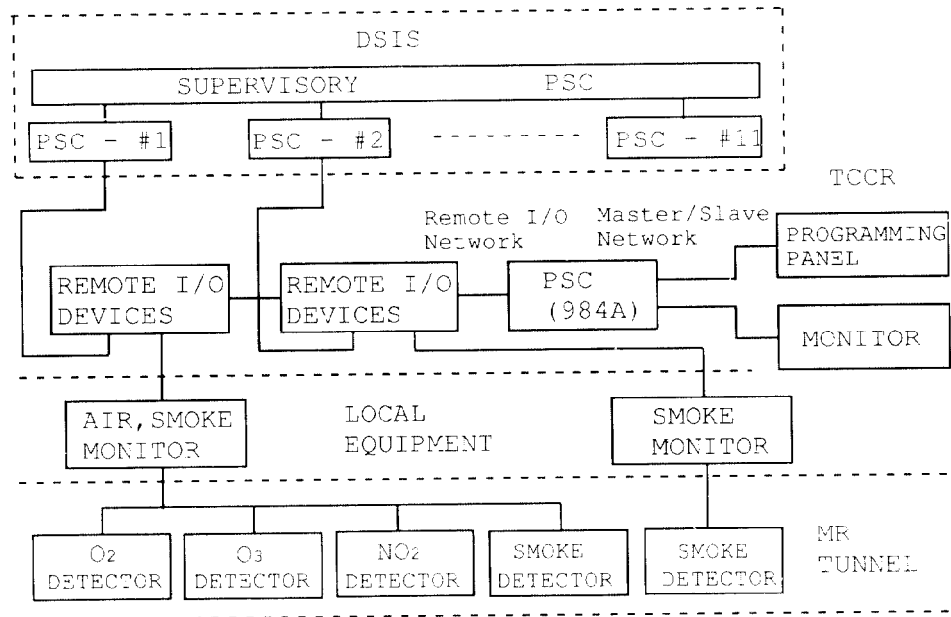 DSIS
SUPERVISORY PSC
PSC - #1
PSC - #2
PSC - #11
TCCR
Remote I/O
Network
Master/Slave
Network
PROGRAMMING
PANEL
REMOTE I/O
DEVICES
REMOTE I/O
DEVICES
PSC
(984A)
MONITOR
AIR,SMOKE
MONITOR
LOCAL
EQUIPMENT
SMOKE
MONITOR
O2
DETECTOR
O3
DETECTOR
NO2
DETECTOR
SMOKE
DETECTOR
SMOKE
DETECTOR
MR
TUNNEL